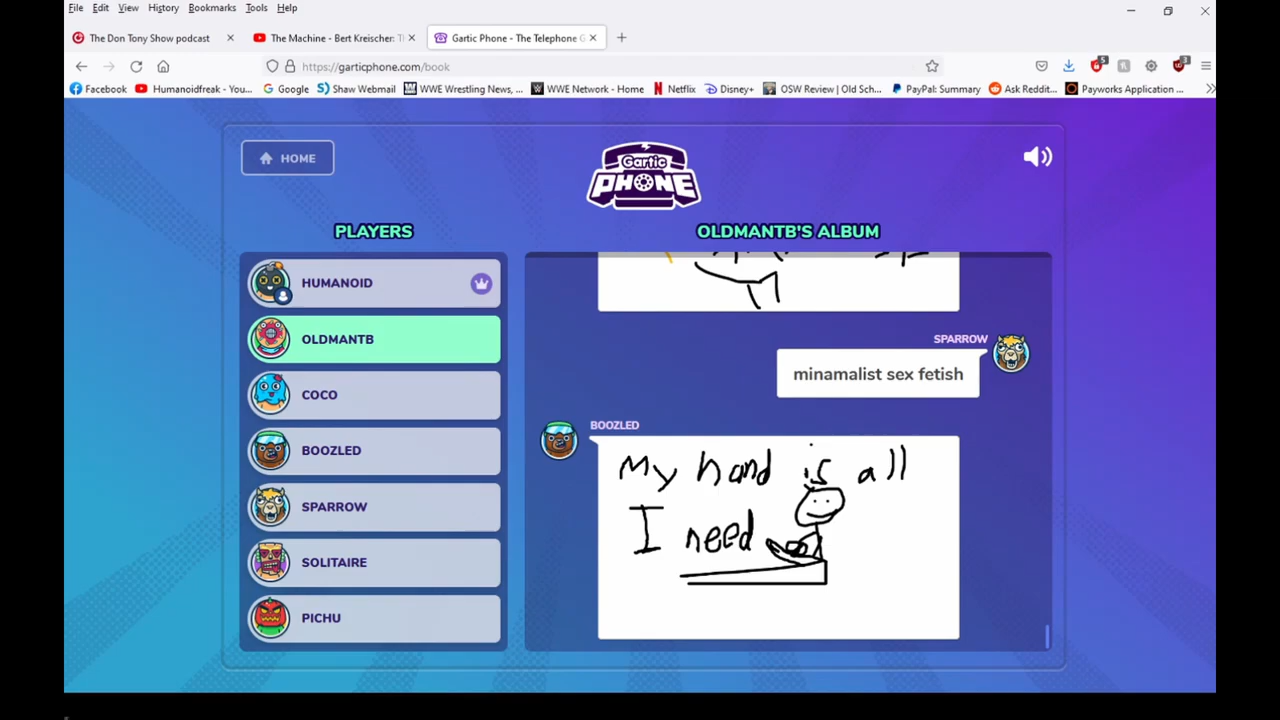 File Edit View History Bookmarks Tools Help
The Don Tony Show podcast
The Machine - Bert Kreischer: T
Gartic Phone - The Telephone G
https://garticphone.com/book
5
3
Facebook
Humanoidfreak - You...
Google
Shaw Webmail
WWE Wrestling News, ...
WWE Network - Home
Netflix
Disney+
OSW Review | Old Sch...
PayPal: Summary
Ask Reddit...
Payworks Application ...
HOME
Gartic
PHONE
PLAYERS
OLDMANTB'S ALBUM
HUMANOID
OLDMANTB
COCO
BOOZLED
SPARROW
SOLITAIRE
PICHU
SPARROW
minamalist sex fetish
BOOZLED
My hand is all
I need